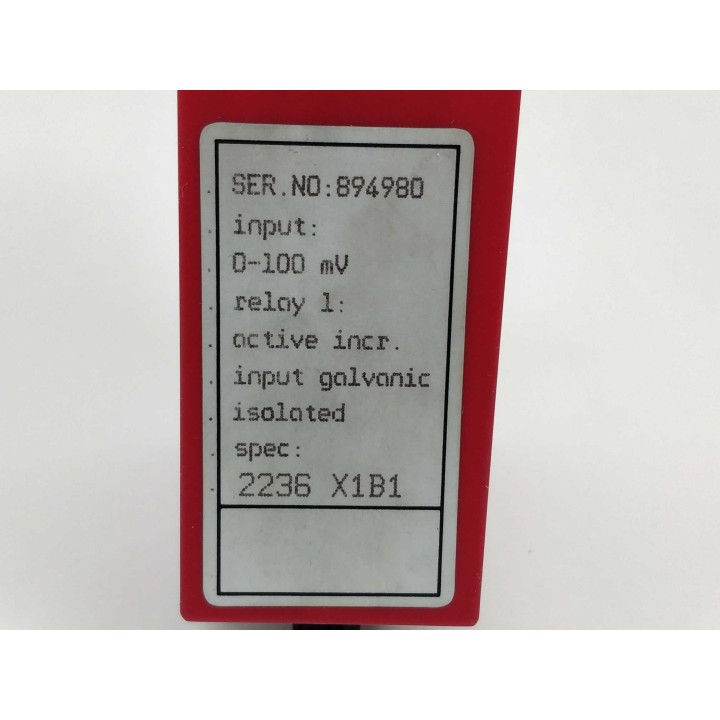 SER.NO:894980
input:
0-100 mV
relay 1:
active incr.
input galvanic
isolated
spec:
2236 X1B1